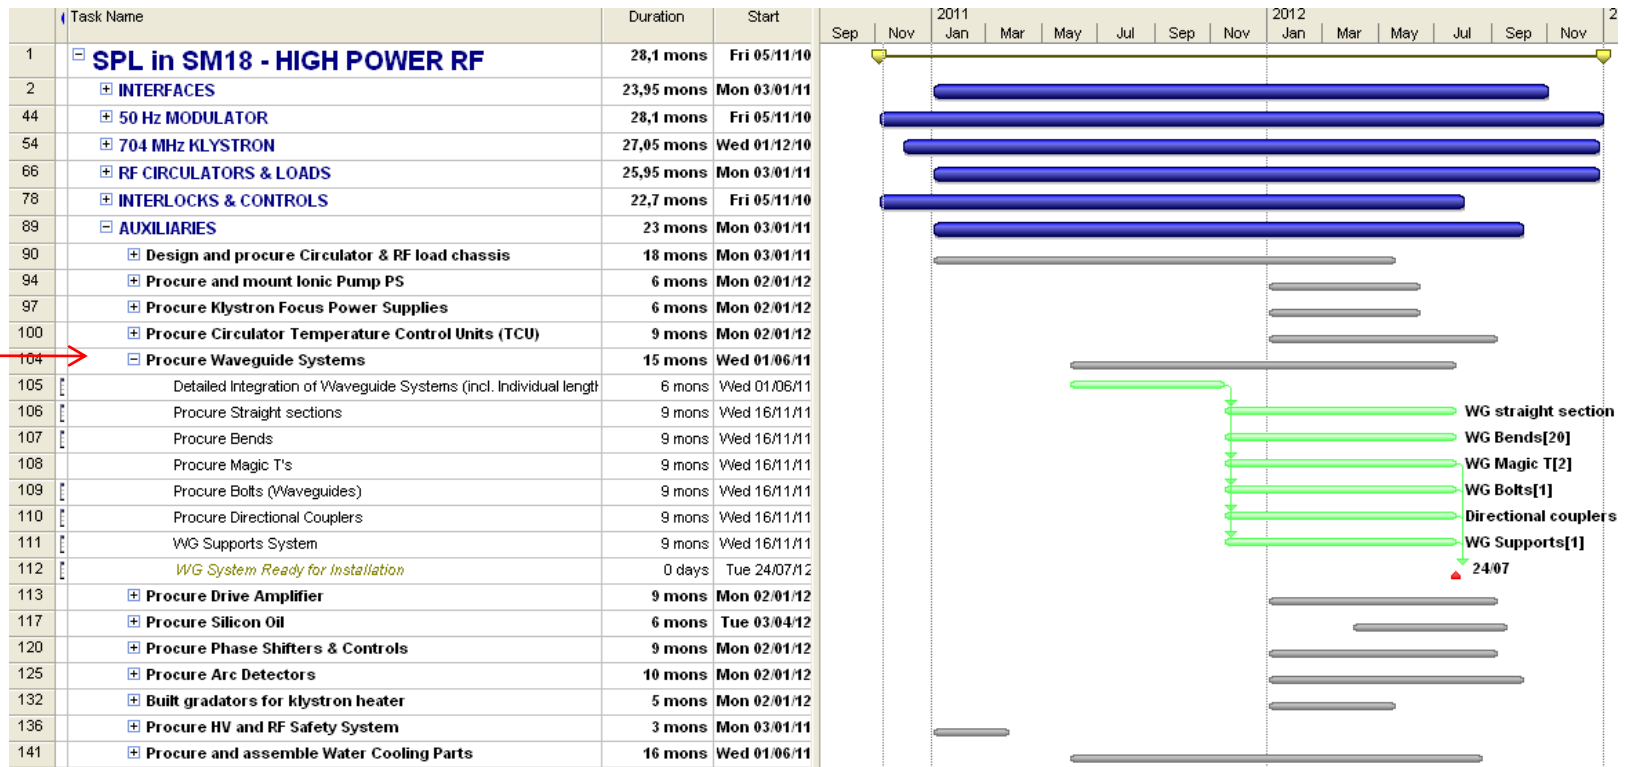 Task Name Duration Start 2011 2012 2
Sep Nov Jan Mar May Jul Sep Nov Jan Mar May Jul Sep Nov
1 SPL in SM18 - HIGH POWER RF 28,1 mons Fri 05/11/10
2 INTERFACES 23,95 mons Mon 03/01/11
44 50 Hz MODULATOR 28,1 mons Fri 05/11/10
54 704 MHz KLYSTRON 27,05 mons Wed 01/12/10
66 RF CIRCULATORS & LOADS 25,95 mons Mon 03/01/11
78 INTERLOCKS & CONTROLS 22,7 mons Fri 05/11/10
89 AUXILIARIES 23 mons Mon 03/01/11
90 Design and procure Circulator & RF load chassis 18 mons Mon 03/01/11
94 Procure and mount Ionic Pump PS 6 mons Mon 02/01/12
97 Procure Klystron Focus Power Supplies 6 mons Mon 02/01/12
100 Procure Circulator Temperature Control Units (TCU) 9 mons Mon 02/01/12
104 Procure Waveguide Systems 15 mons Wed 01/06/11
105 Detailed Integration of Waveguide Systems (incl. Individual length 6 mons Wed 01/06/11
106 Procure Straight sections 9 mons Wed 16/11/11 WG straight section
107 Procure Bends 9 mons Wed 16/11/11 WG Bends[20]
108 Procure Magic T's 9 mons Wed 16/11/11 WG Magic T[2]
109 Procure Bolts (Waveguides) 9 mons Wed 16/11/11 WG Bolts[1]
110 Procure Directional Couplers 9 mons Wed 16/11/11 Directional couplers
111 WG Supports System 9 mons Wed 16/11/11 WG Supports[1]
112 WG System Ready for Installation 0 days Tue 24/07/12 24/07
113 Procure Drive Amplifier 9 mons Mon 02/01/12
117 Procure Silicon Oil 6 mons Tue 03/04/12
120 Procure Phase Shifters & Controls 9 mons Mon 02/01/12
125 Procure Arc Detectors 10 mons Mon 02/01/12
132 Built gradators for klystron heater 5 mons Mon 02/01/12
136 Procure HV and RF Safety System 3 mons Mon 03/01/11
141 Procure and assemble Water Cooling Parts 16 mons Wed 01/06/11